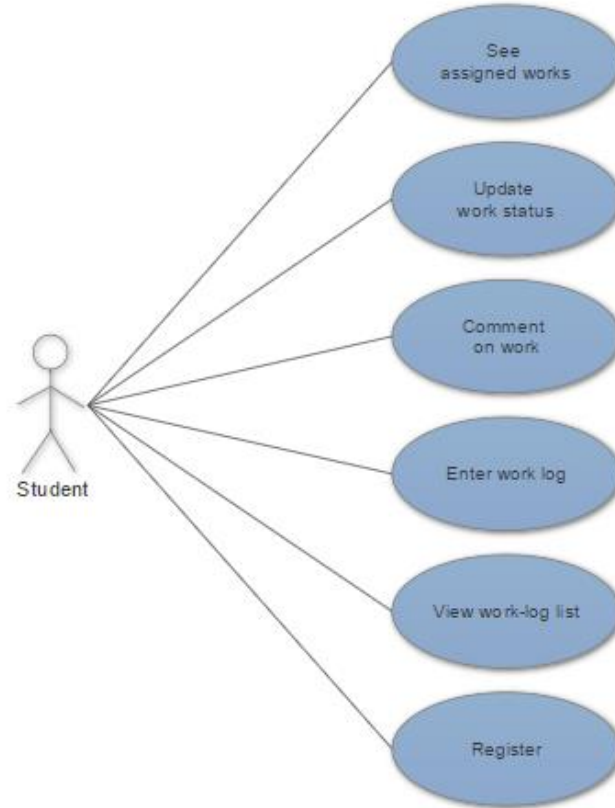 See
assigned works
Update
work status
Comment
on work
Enter work log
Student
View work-log list
Register